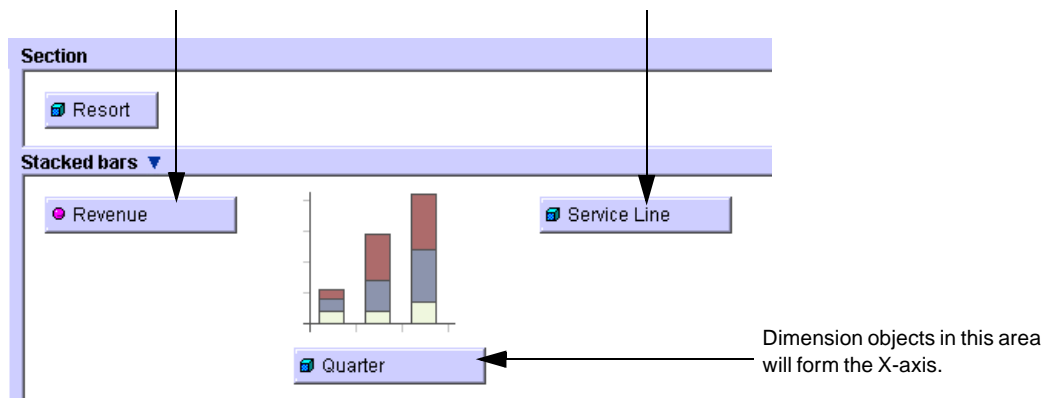 Section
Resort
Stacked bars
Revenue
Service Line
Quarter
Dimension objects in this area
will form the X-axis.